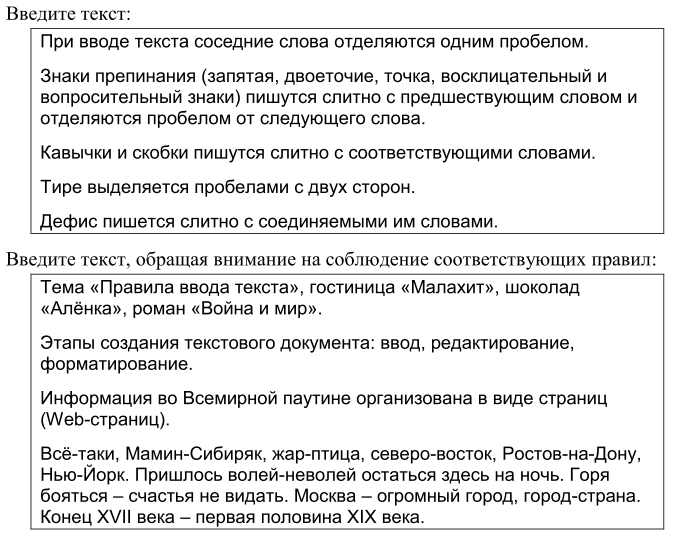 Введите текст:
При вводе текста соседние слова отделяются одним пробелом.
Знаки препинания (запятая, двоеточие, точка, восклицательный и
вопросительный знаки) пишутся слитно с предшествующим словом и
отделяются пробелом от следующего слова.
Кавычки и скобки пишутся слитно с соответствующими словами.
Тире выделяется пробелами с двух сторон.
Дефис пишется слитно с соединяемыми им словами.
Введите текст, обращая внимание на соблюдение соответствующих правил:
Тема «Правила ввода текста», гостиница «Малахит», шоколад
«Алёнка», роман «Война и мир».
Этапы создания текстового документа: ввод, редактирование,
форматирование.
Информация во Всемирной паутине организована в виде страниц
(Web-страниц).
Всё-таки, Мамин-Сибиряк, жар-птица, северо-восток, Ростов-на-Дону,
Нью-Йорк. Пришлось волей-неволей остаться здесь на ночь. Горя
бояться – счастья не видать. Москва – огромный город, город-страна.
Конец XVII века – первая половина XIX века.